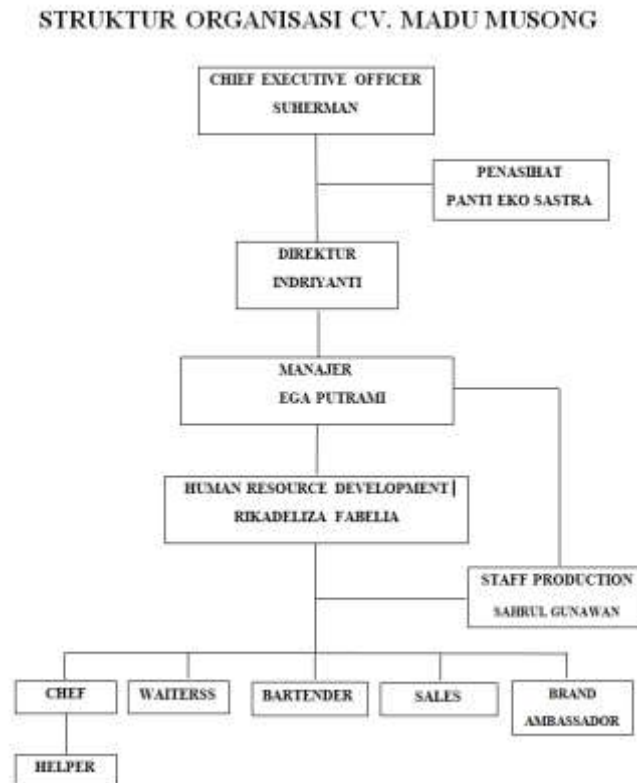 STRUKTUR ORGANISASI CV. MADU MUSONG
CHIEF EXECUTIVE OFFICER
SUHERMAN
PENASIHAT
PANTI EKO SASTRA
DIREKTUR
INDRIYANTI
MANAJER
EGA PUTRAMI
HUMAN RESOURCE DEVELOPMENT
RIKADELIZA FABELIA
STAFF PRODUCTION
SAHRUL GUNAWAN
CHEF
WAITERSS
BARTENDER
SALES
BRAND
AMBASSADOR
HELPER